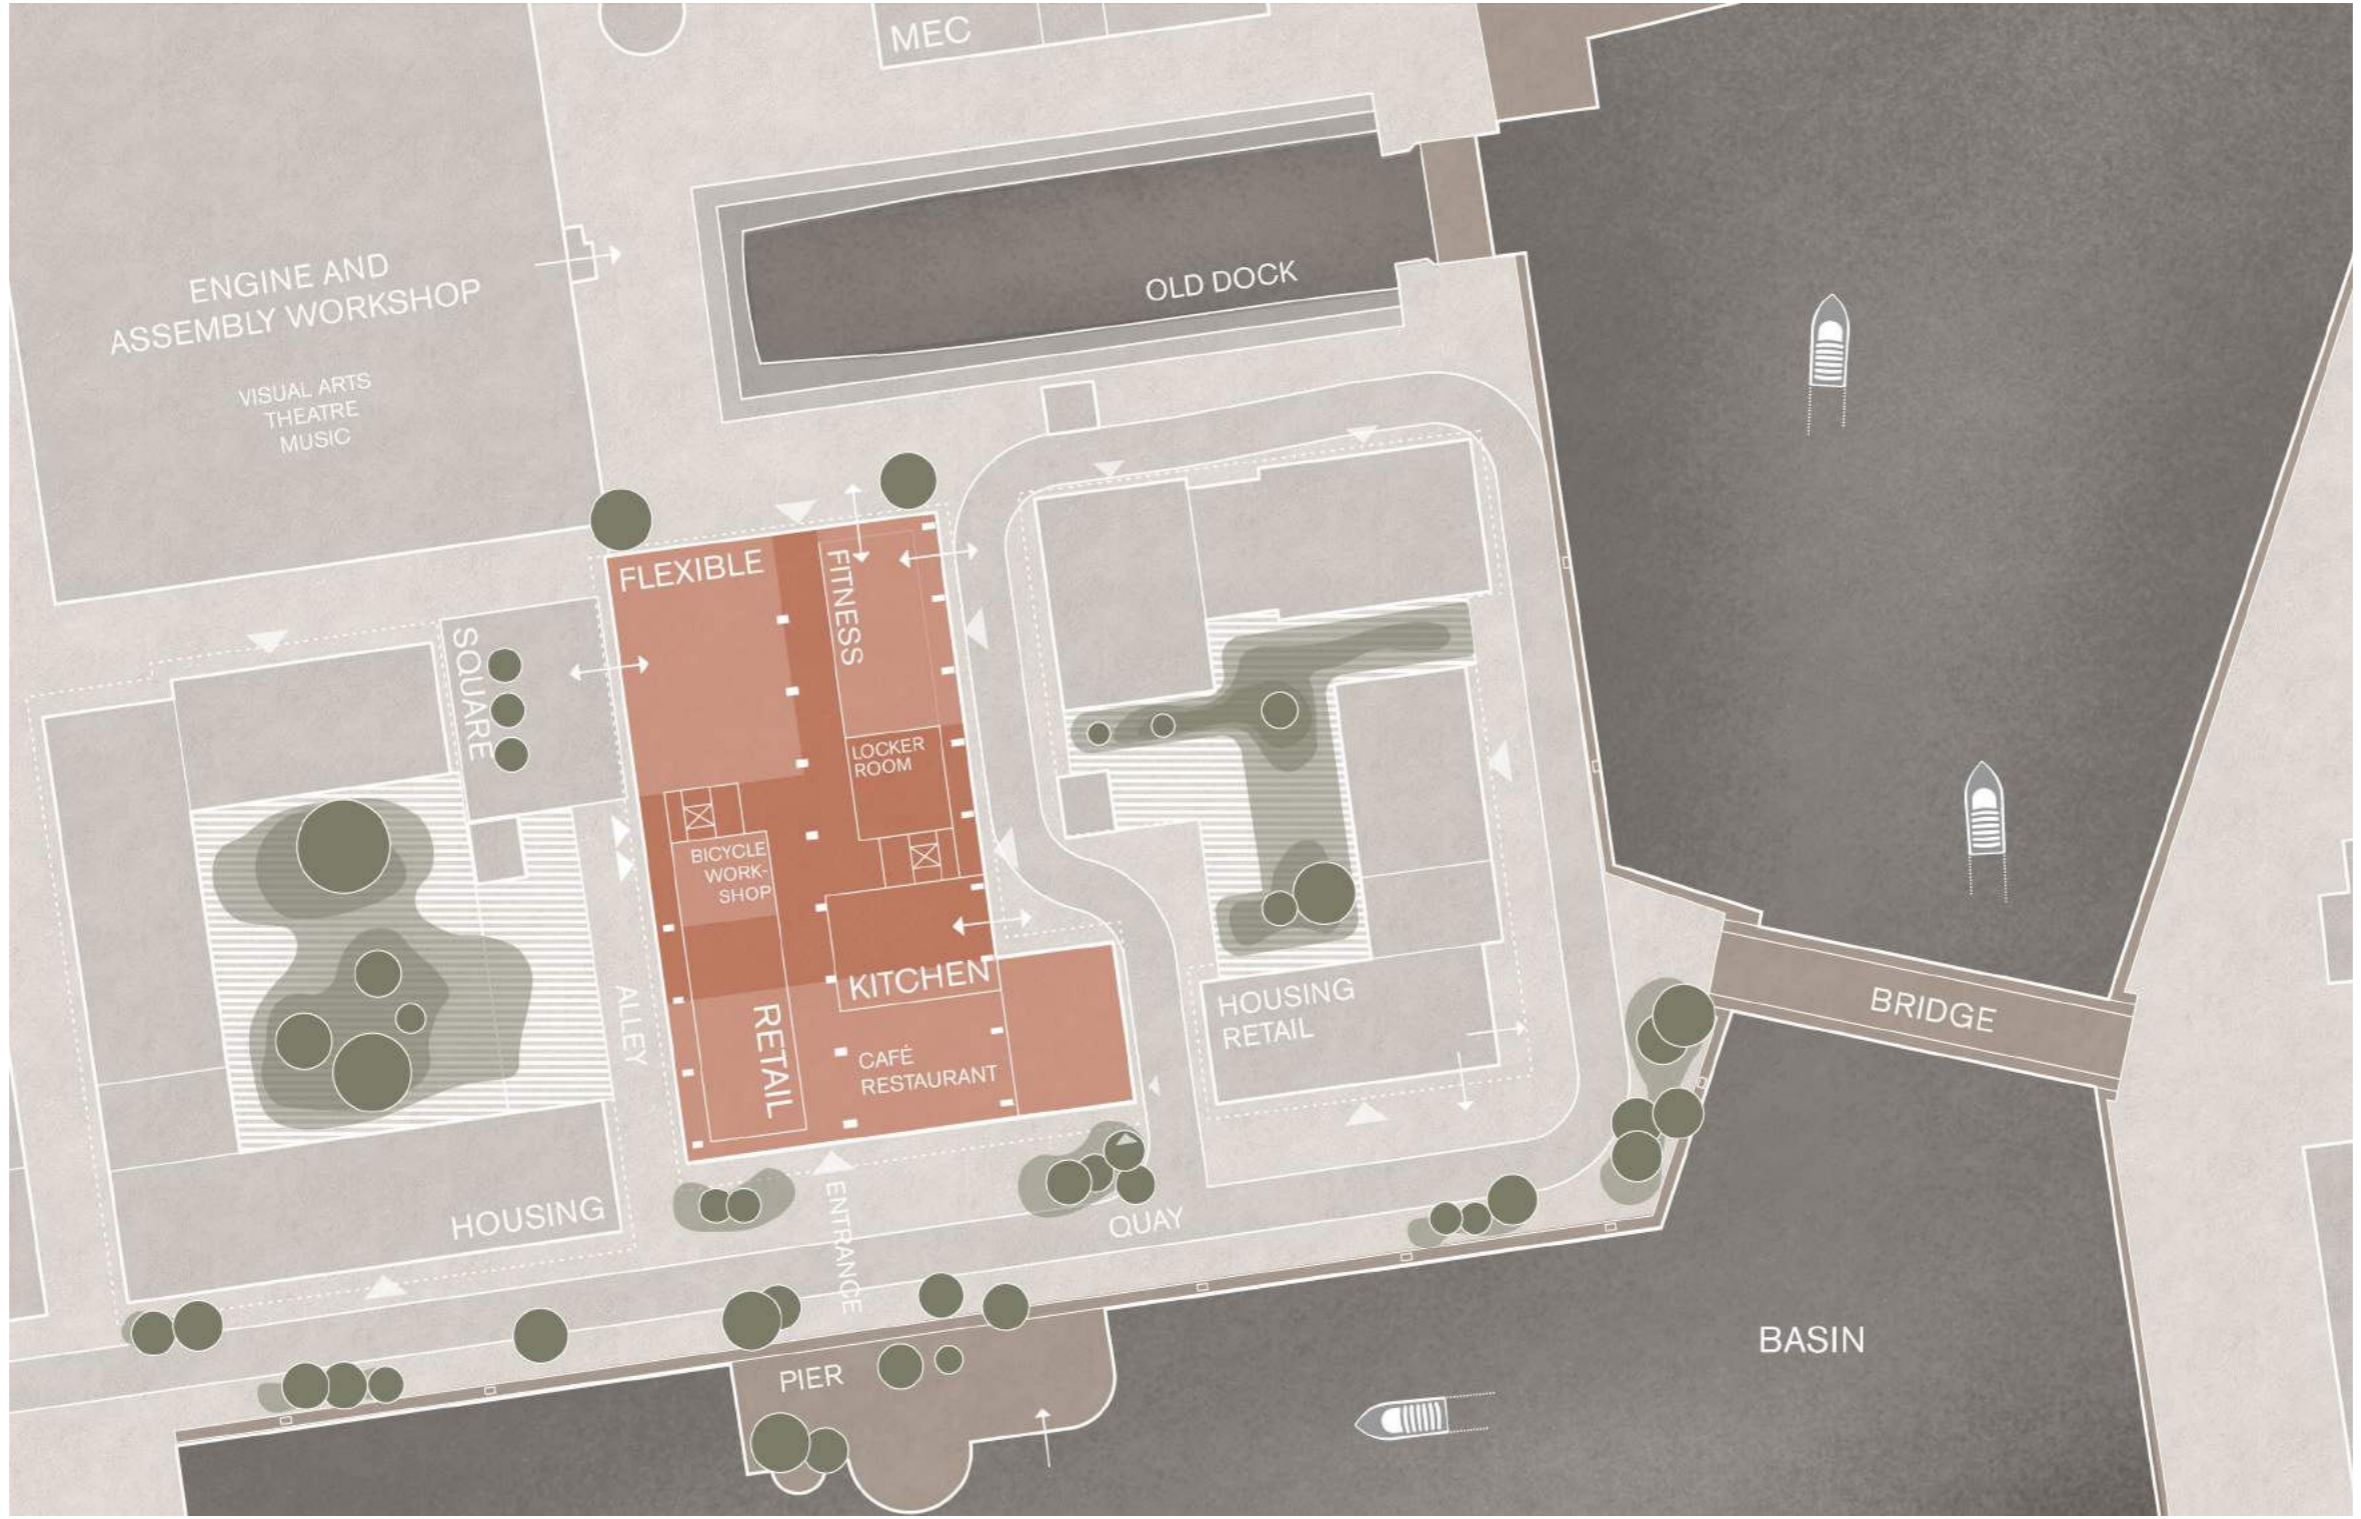 MEC
ENGINE AND
ASSEMBLY WORKSHOP
VISUAL ARTS
THEATRE
MUSIC
OLD DOCK
FLEXIBLE
FITNESS
SQUARE
LOCKER
ROOM
BICYCLE
WORK-
SHOP
KITCHEN
RETAIL
CAFÉ
RESTAURANT
ALLEY
HOUSING
RETAIL
BRIDGE
HOUSING
ENTRANCE
QUAY
PIER
BASIN